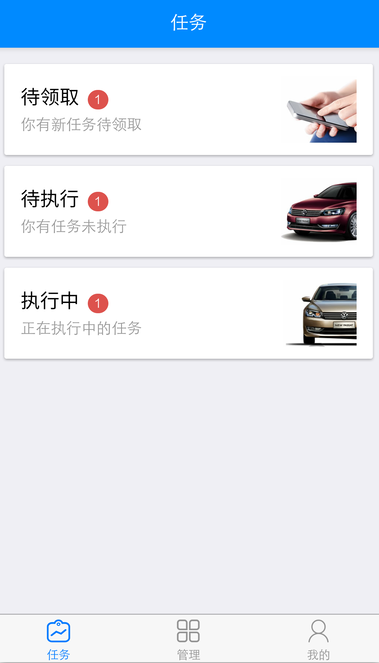 任务
待领取 1
你有新任务待领取
待执行 1
你有任务未执行
执行中 1
正在执行中的任务
任务 管理 我的